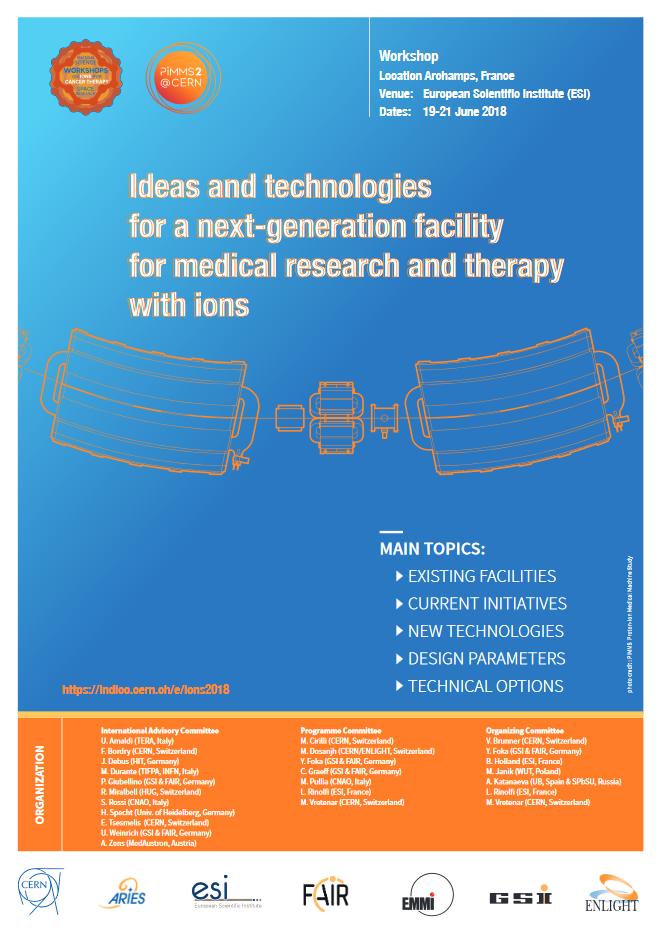 WORKSHOPS
IONS
CANCER THERAPY
SPACE
PIMMS2
@CERN
Workshop
Location Archamps, France
Venue: European Scientific Institute (ESI)
Dates: 19-21 June 2018
Ideas and technologies
for a next-generation facility
for medical research and therapy
with ions
MAIN TOPICS:
EXISTING FACILITIES
CURRENT INITIATIVES
NEW TECHNOLOGIES
DESIGN PARAMETERS
TECHNICAL OPTIONS
photo credit: PIMMS Proton-Ion Medical Machine Study
https://indico.cern.ch/e/ions2018
ORGANIZATION
International Advisory Committee
U. Amaldi (TERA, Italy)
F. Bordry (CERN, Switzerland)
J. Debus (HIT, Germany)
M. Durante (TIFPA, INFN, Italy)
P. Giubellino (GSI & FAIR, Germany)
R. Miralbell (HUG, Switzerland)
S. Rossi (CNAO, Italy)
H. Specht (Univ. of Heidelberg, Germany)
E. Tsesmelis (CERN, Switzerland)
U. Weinrich (GSI & FAIR, Germany)
A. Zens (MedAustron, Austria)
Programme Committee
M. Cirilli (CERN, Switzerland)
M. Dosanjh (CERN/ENLIGHT, Switzerland)
Y. Foka (GSI & FAIR, Germany)
C. Graeff (GSI & FAIR, Germany)
M. Pullia (CNAO, Italy)
L. Rinolfi (ESI, France)
M. Vretenar (CERN, Switzerland)
Organizing Committee
V. Brunner (CERN, Switzerland)
Y. Foka (GSI & FAIR, Germany)
B. Holland (ESI, France)
M. Janik (WUT, Poland)
A. Katanaeva (UB, Spain & SPbSU, Russia)
L. Rinolfi (ESI, France)
M. Vretenar (CERN, Switzerland)
CERN
ARIES
esi
European Scientific Institute
FAIR
EMMI
GSI
ENLIGHT